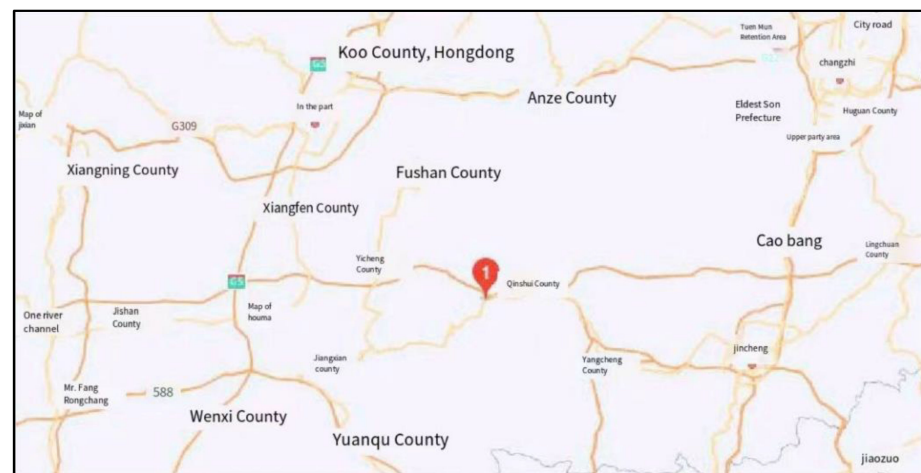 Tuen Mun
Retention Area
City road
Koo County, Hongdong
changzhi
In the part
Anze County
Eldest Son
Prefecture
Huguan County
Map of
jixian
G309
Upper party area
Xiangning County
Fushan County
Xiangfen County
Cao bang
Lingchuan
County
Yicheng
County
1
Qinshui County
G5
One river
channel
Jishan
County
Map of
houma
jincheng
Jiangxian
county
Yangcheng
County
Mr. Fang
Rongchang
588
Wenxi County
Yuanqu County
jiaozuo